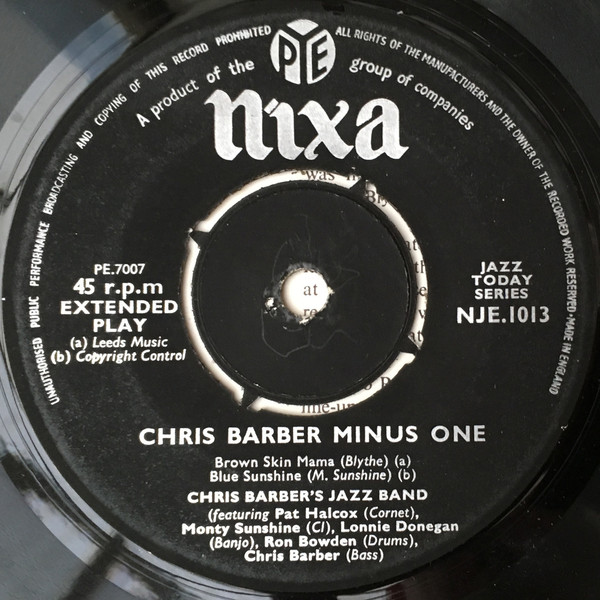 UNAUTHORISED PUBLIC PERFORMANCE BROADCASTING AND COPYING OF THIS RECORD PROHIBITED
ALL RIGHTS OF THE MANUFACTURERS AND THE OWNER OF THE RECORDED WORK RESERVED·MADE IN ENGLAND
A product of the
PYE
group of companies
nixa
PE.7007
45 r.p.m
EXTENDED
PLAY
(a) Leeds Music
(b) Copyright Control
JAZZ
TODAY
SERIES
NJE.1013
was
at
CHRIS BARBER MINUS ONE
Brown Skin Mama (Blythe) (a)
Blue Sunshine (M. Sunshine) (b)
CHRIS BARBER'S JAZZ BAND
(featuring Pat Halcox (Cornet),
Monty Sunshine (Cl), Lonnie Donegan
(Banjo), Ron Bowden (Drums),
Chris Barber (Bass)